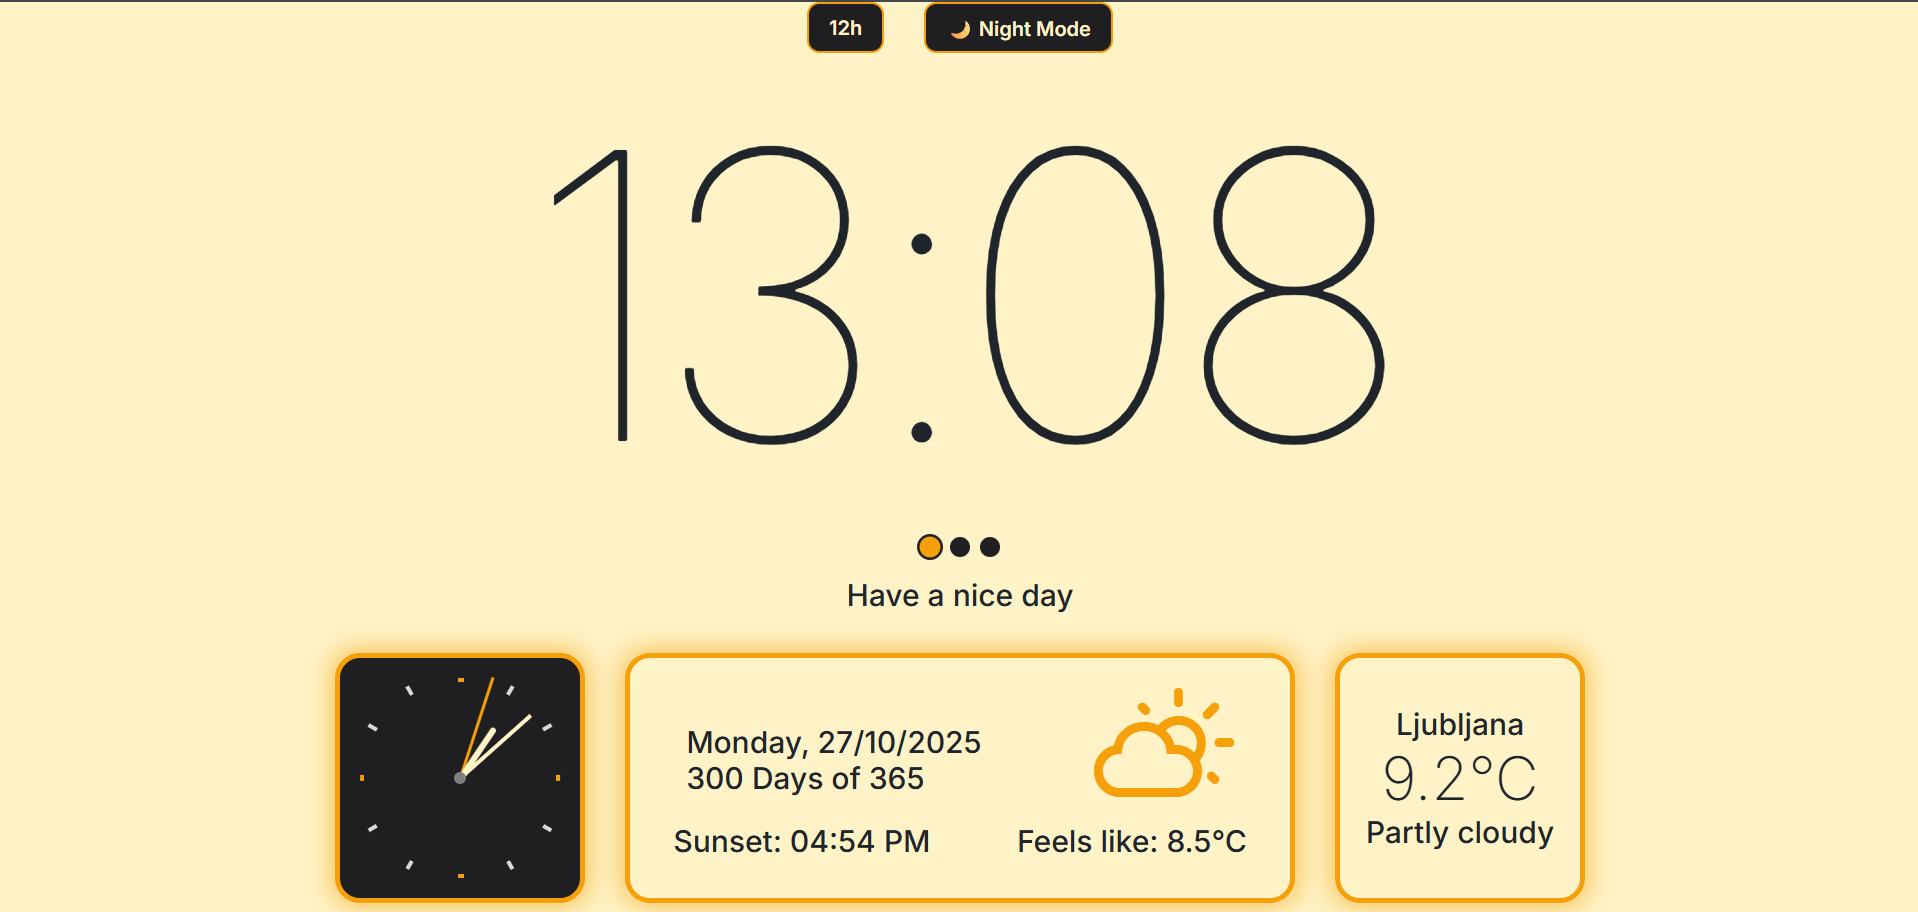 12h
🌙 Night Mode
13:08
Have a nice day
Monday, 27/10/2025
300 Days of 365
Sunset: 04:54 PM
Feels like: 8.5°C
Ljubljana
9.2°C
Partly cloudy